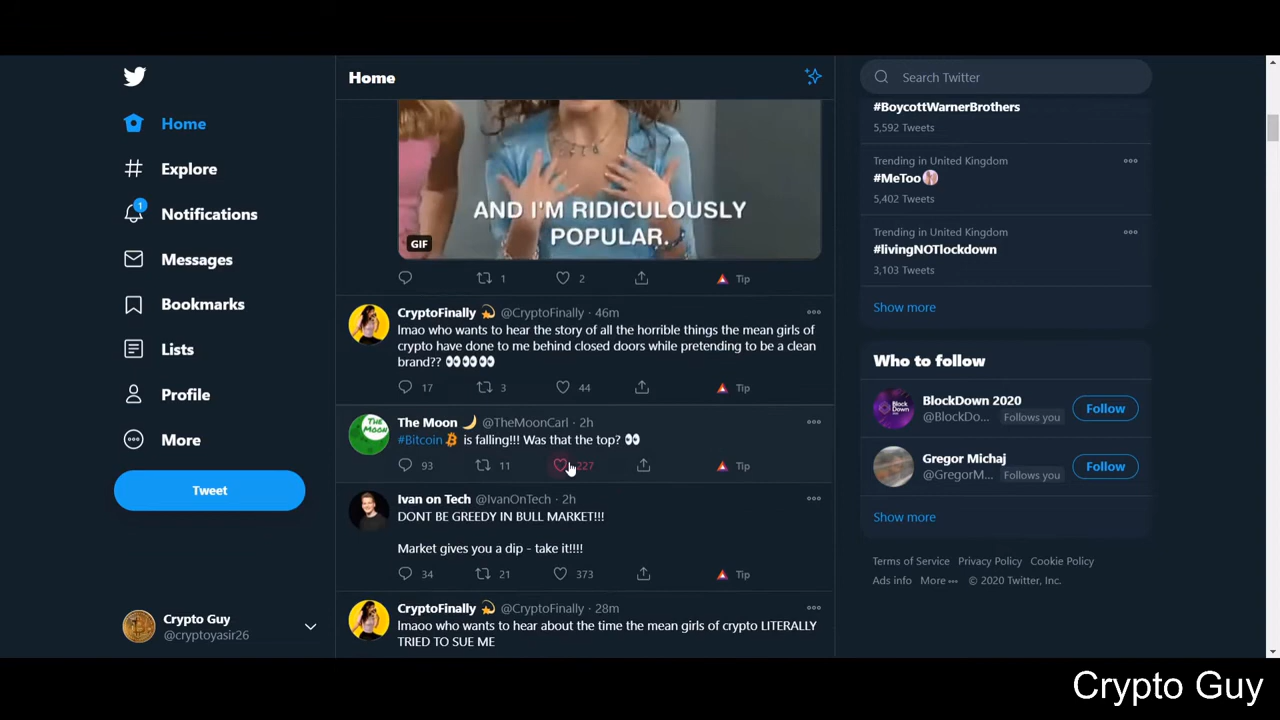 Home
Explore
1
Notifications
Messages
Bookmarks
Lists
Profile
More
Tweet
Crypto Guy
@cryptoyasir26
Home
AND I'M RIDICULOUSLY
POPULAR.
GIF
1 2 Tip
CryptoFinally 💫 @CryptoFinally · 46m
lmao who wants to hear the story of all the horrible things the mean girls of
crypto have done to me behind closed doors while pretending to be a clean
brand?? 👀👀👀
17 3 44 Tip
THE MOON
The Moon 🌙 @TheMoonCarl · 2h
#Bitcoin is falling!!! Was that the top? 👀
93 11 227 Tip
Ivan on Tech @IvanOnTech · 2h
DONT BE GREEDY IN BULL MARKET!!!
Market gives you a dip - take it!!!!
34 21 373 Tip
CryptoFinally 💫 @CryptoFinally · 28m
lmaoo who wants to hear about the time the mean girls of crypto LITERALLY
TRIED TO SUE ME
Search Twitter
#BoycottWarnerBrothers
5,592 Tweets
Trending in United Kingdom
#MeToo
5,402 Tweets
Trending in United Kingdom
#livingNOTlockdown
3,103 Tweets
Show more
Who to follow
Block
Down
BlockDown 2020
@BlockDo... Follows you
Follow
Gregor Michaj
@GregorM... Follows you
Follow
Show more
Terms of Service Privacy Policy Cookie Policy
Ads info More ••• © 2020 Twitter, Inc.
Crypto Guy